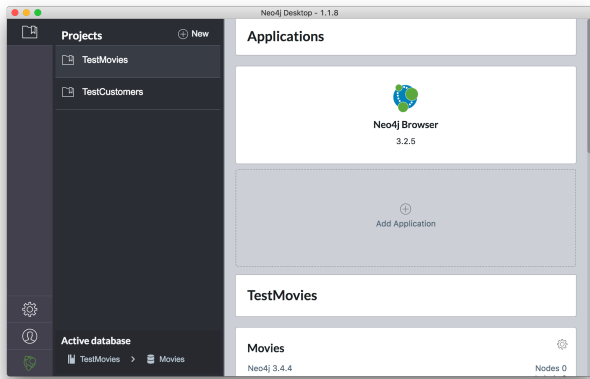 Neo4j Desktop - 1.1.8
Projects
New
TestMovies
TestCustomers
Active database
TestMovies > Movies
Applications
Neo4j Browser
3.2.5
Add Application
TestMovies
Movies
Neo4j 3.4.4
Nodes 0